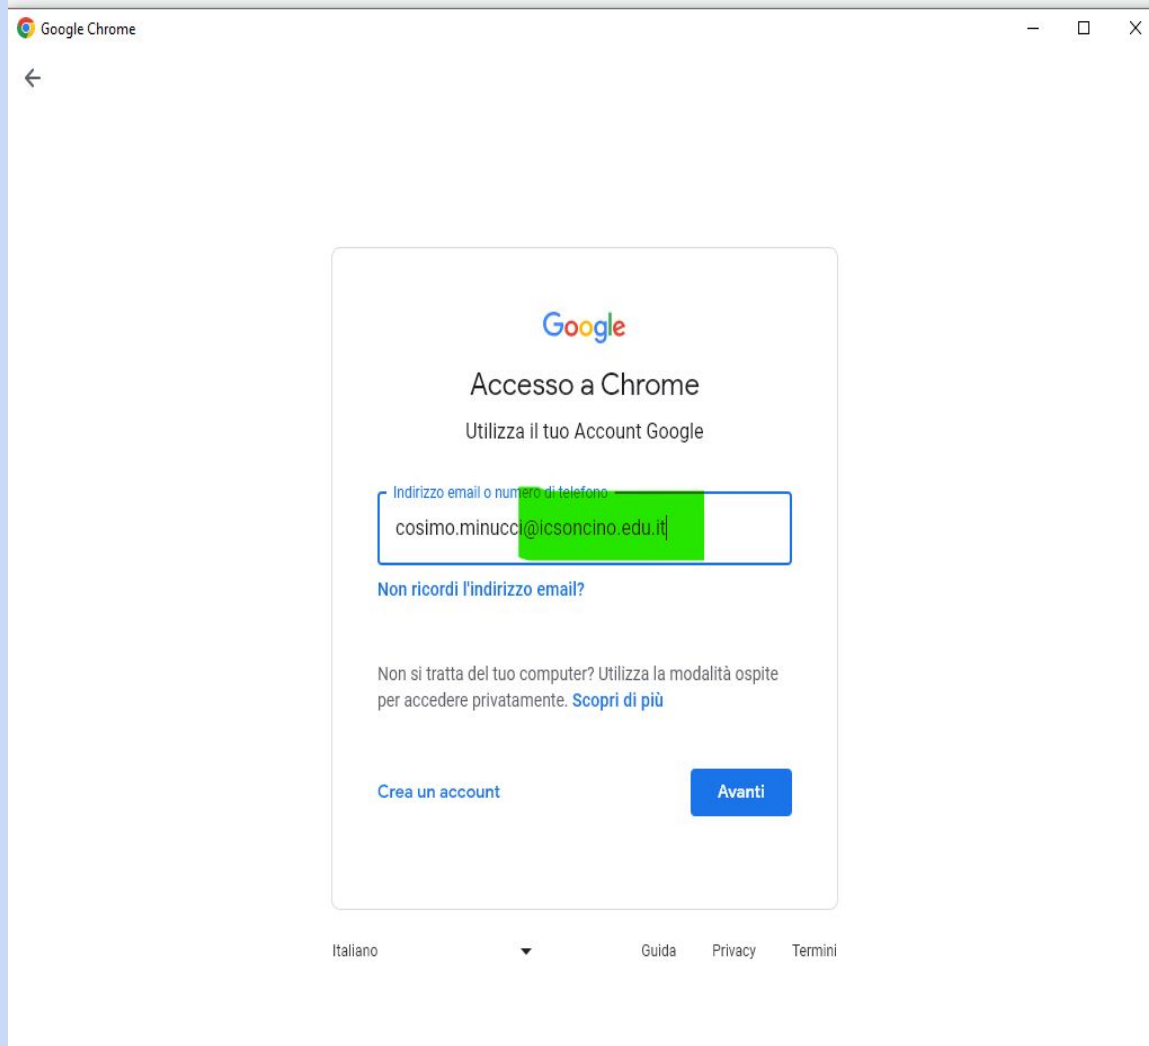 Google Chrome
Google
Accesso a Chrome
Utilizza il tuo Account Google
Indirizzo email o numero di telefono
cosimo.minucci@icsoncino.edu.it
Non ricordi l'indirizzo email?
Non si tratta del tuo computer? Utilizza la modalità ospite
per accedere privatamente. Scopri di più
Crea un account
Avanti
Italiano
Guida
Privacy
Termini